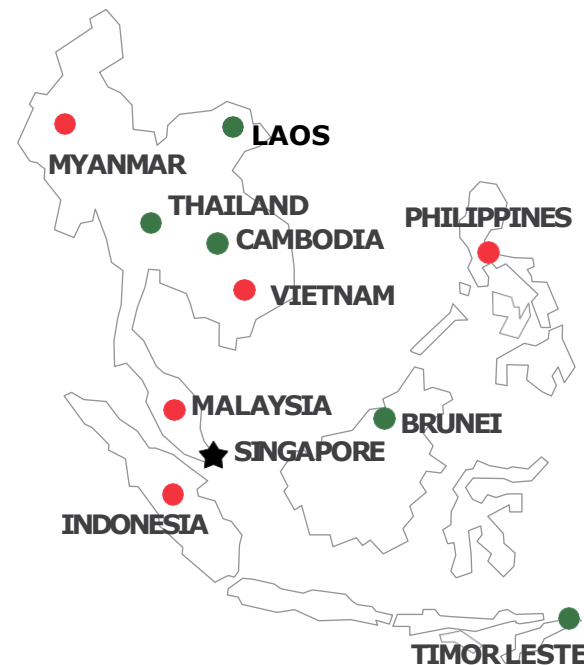 LAOS
MYANMAR
THAILAND
PHILIPPINES
CAMBODIA
VIETNAM
MALAYSIA
BRUNEI
SINGAPORE
INDONESIA
TIMOR LESTE